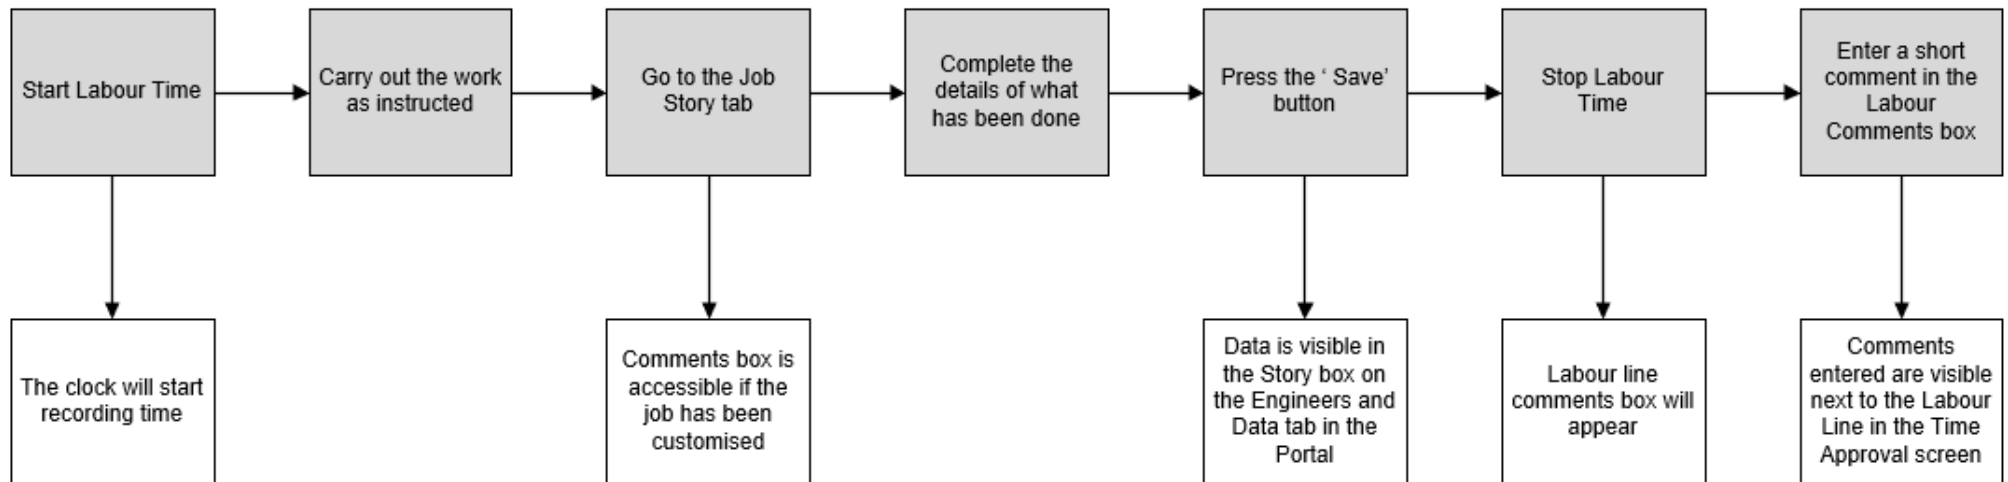 Start Labour Time
Carry out the work
as instructed
Go to the Job
Story tab
Complete the
details of what
has been done
Press the ‘ Save’
button
Stop Labour
Time
Enter a short
comment in the
Labour
Comments box
The clock will start
recording time
Comments box is
accessible if the
job has been
customised
Data is visible in
the Story box on
the Engineers and
Data tab in the
Portal
Labour line
comments box will
appear
Comments
entered are visible
next to the Labour
Line in the Time
Approval screen